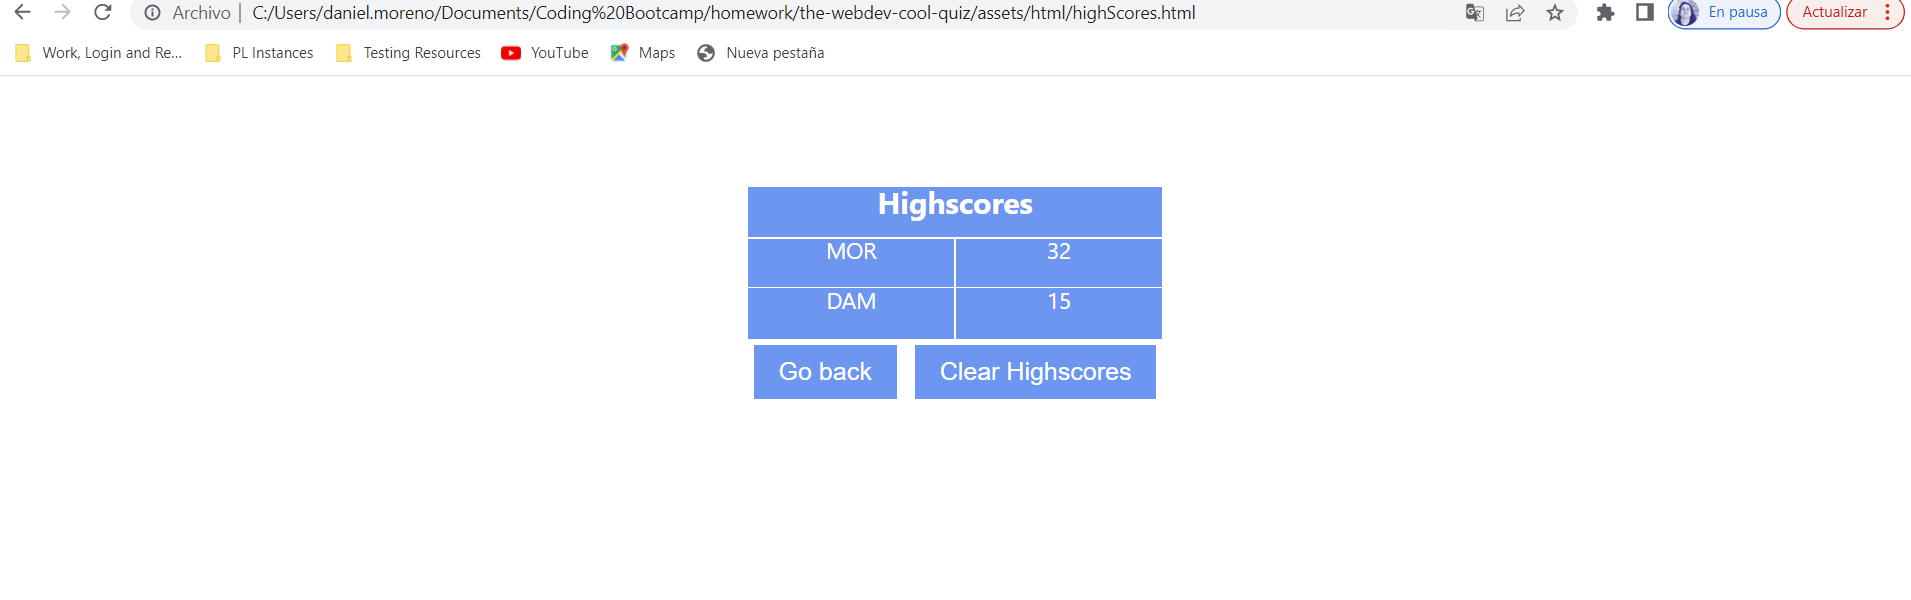 Archivo | C:/Users/daniel.moreno/Documents/Coding%20Bootcamp/homework/the-webdev-cool-quiz/assets/html/highScores.html En pausa Actualizar
Work, Login and Re... PL Instances Testing Resources YouTube Maps Nueva pestaña
Highscores
MOR 32
DAM 15
Go back Clear Highscores